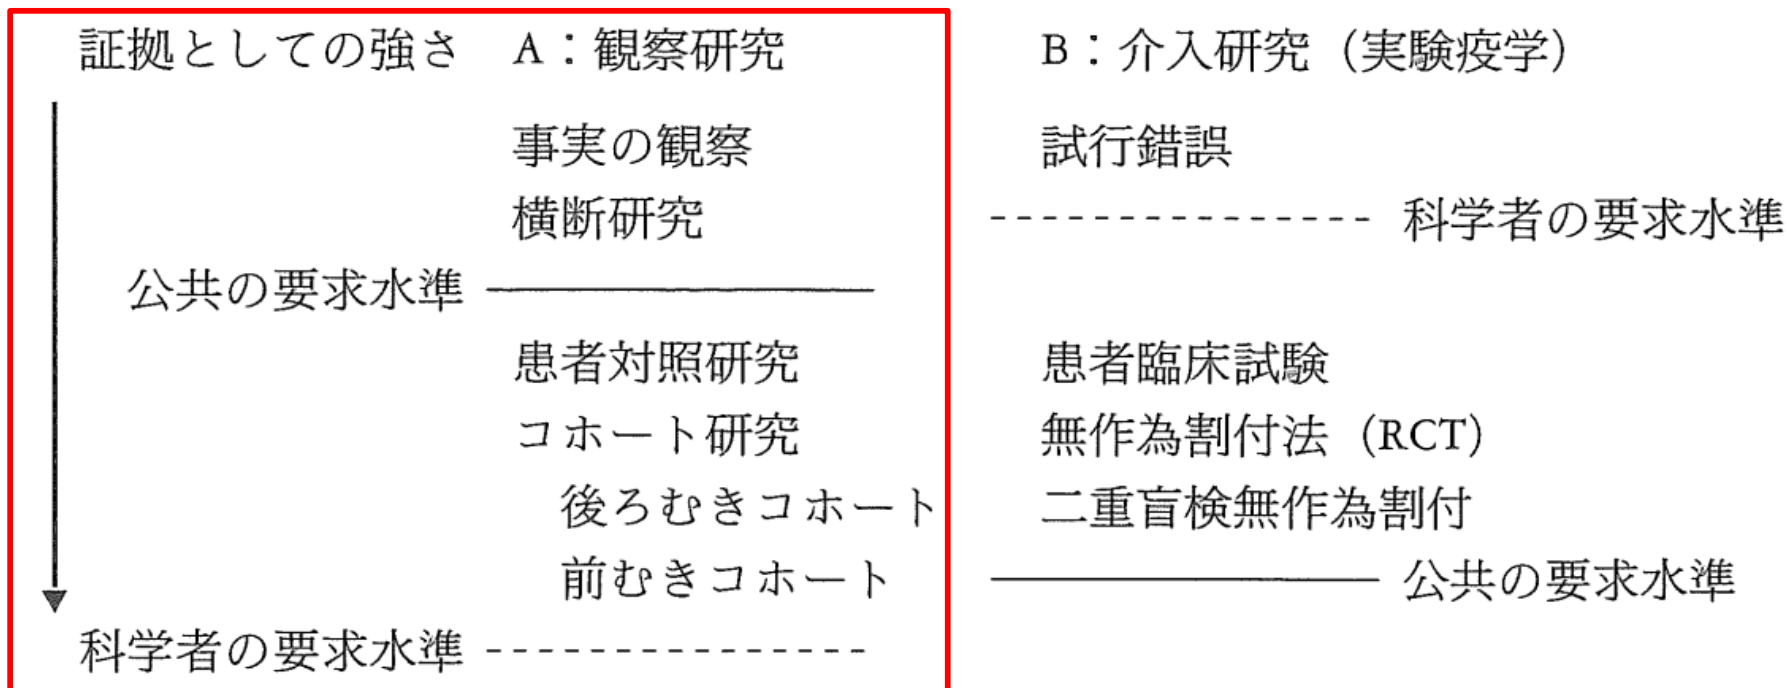 証拠としての強さ A：観察研究 B：介入研究（実験疫学）
事実の観察 試行錯誤
横断研究 科学者の要求水準
公共の要求水準
患者対照研究 患者臨床試験
コホート研究 無作為割付法（RCT）
後ろむきコホート 二重盲検無作為割付
前むきコホート 公共の要求水準
科学者の要求水準